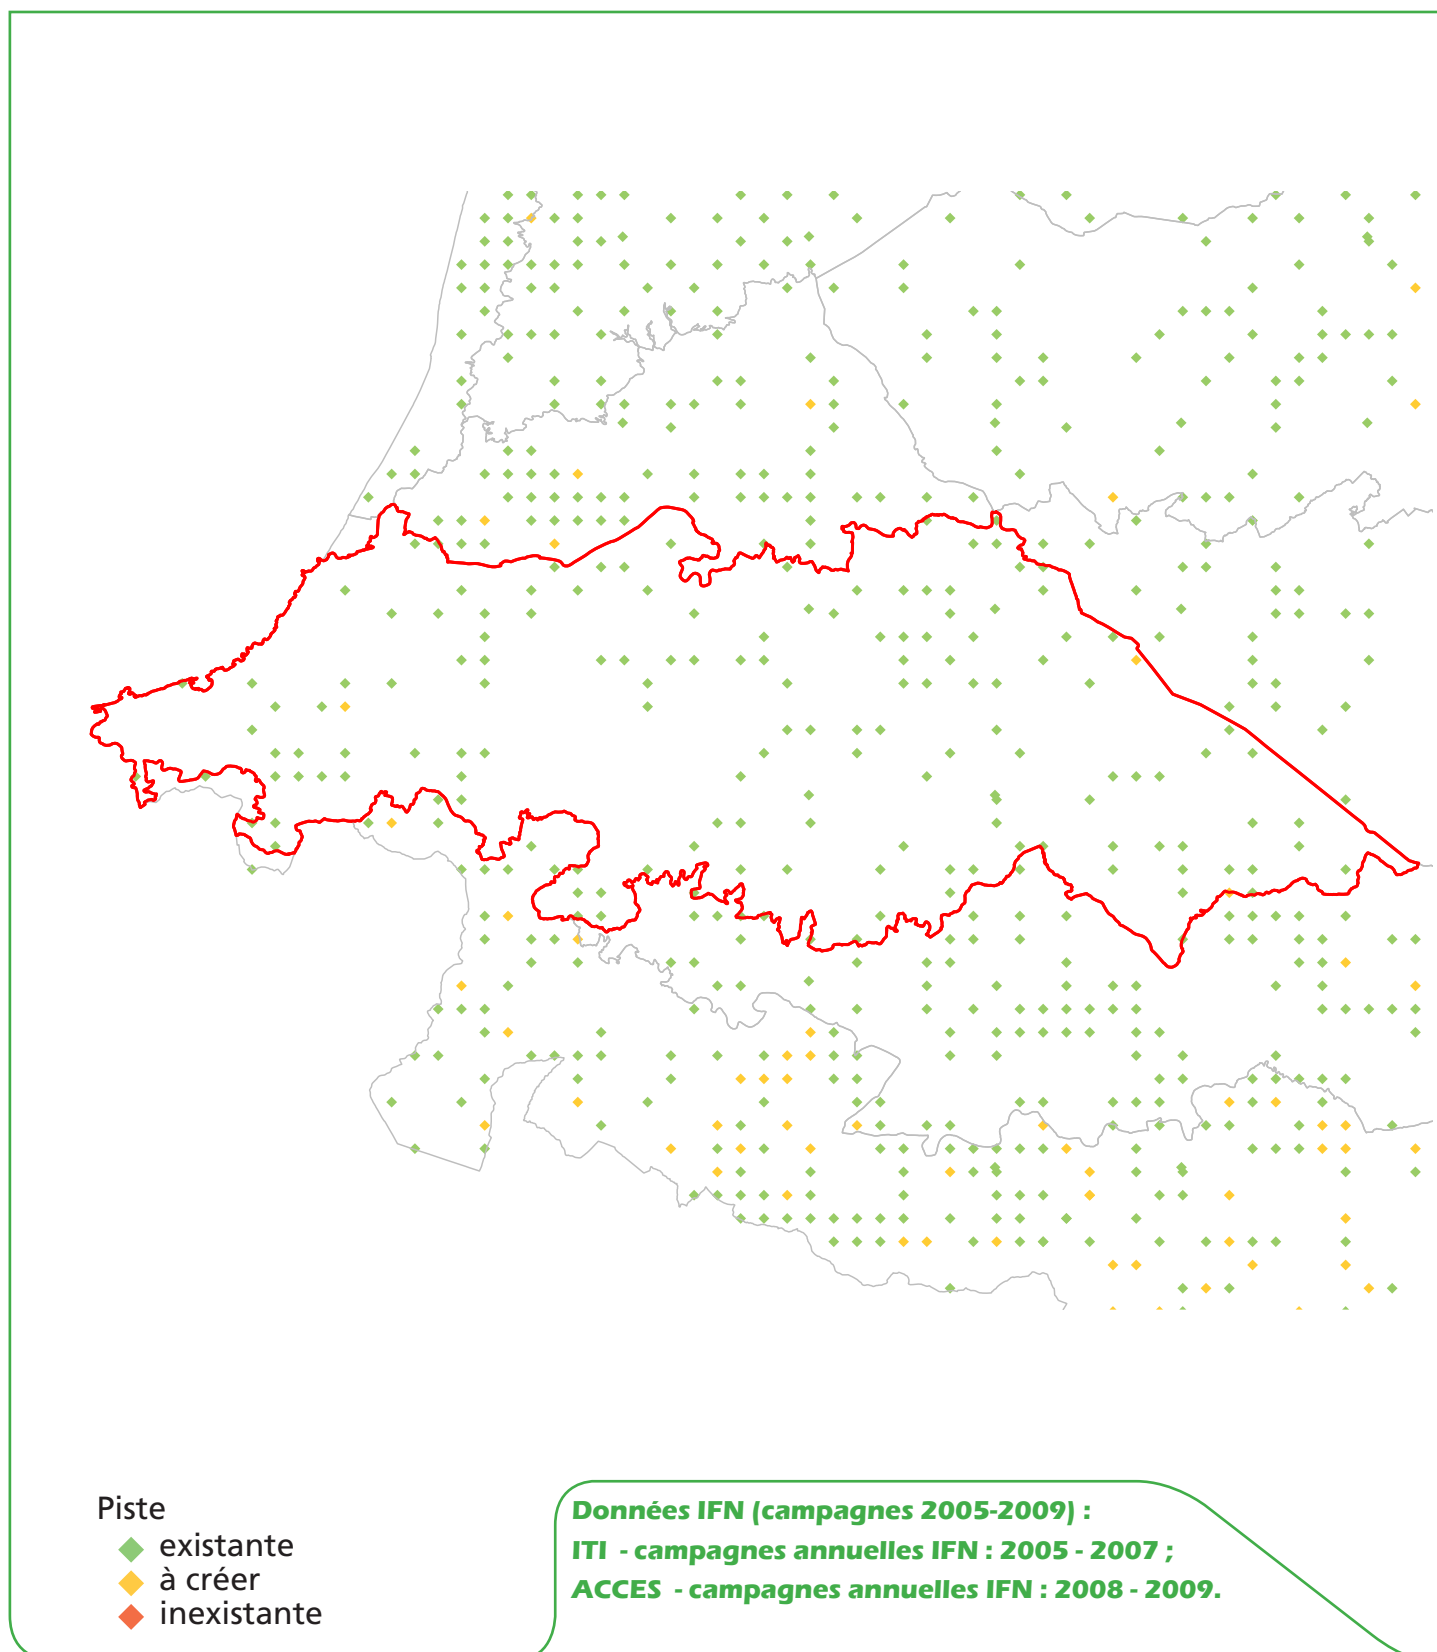 Piste
existante
à créer
inexistante
Données IFN (campagnes 2005-2009) :
ITI - campagnes annuelles IFN : 2005 - 2007 ;
ACCES - campagnes annuelles IFN : 2008 - 2009.